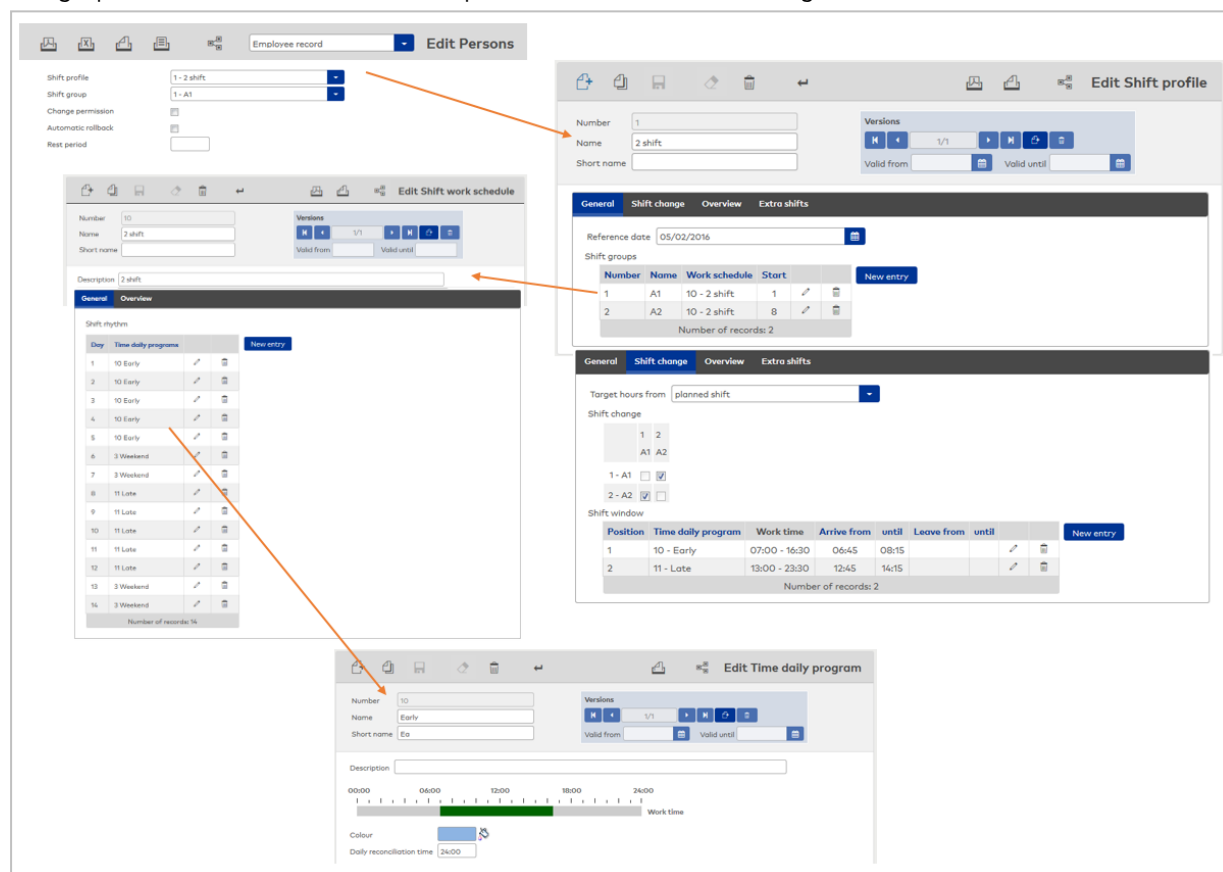 Employee record Edit Persons
Shift profile 1 - 2 shift
Shift group 1 - A1
Change permission
Automatic rollback
Rest period
Edit Shift profile
Number 1
Name 2 shift
Short name
Versions
1/1
Valid from Valid until
General Shift change Overview Extra shifts
Reference date 05/02/2016
Shift groups
Number Name Work schedule Start
New entry
1 A1 10 - 2 shift 1
2 A2 10 - 2 shift 8
Number of records: 2
General Shift change Overview Extra shifts
Target hours from planned shift
Shift change
1 2
A1 A2
1 - A1
2 - A2
Shift window
Position Time daily program Work time Arrive from until Leave from until
New entry
1 10 - Early 07:00 - 16:30 06:45 08:15
2 11 - Late 13:00 - 23:30 12:45 14:15
Number of records: 2
Edit Shift work schedule
Number 10
Name 2 shift
Short name
Versions
1/1
Valid from Valid until
Description 2 shift
General Overview
Shift rhythm
Day Time daily programs
New entry
1 10 Early
2 10 Early
3 10 Early
4 10 Early
5 10 Early
6 3 Weekend
7 3 Weekend
8 11 Late
9 11 Late
10 11 Late
11 11 Late
12 11 Late
13 3 Weekend
14 3 Weekend
Number of records: 14
Edit Time daily program
Number 10
Name Early
Short name Ea
Versions
1/1
Valid from Valid until
Description
00:00 06:00 12:00 18:00 24:00
Work time
Colour
Daily reconciliation time 24:00